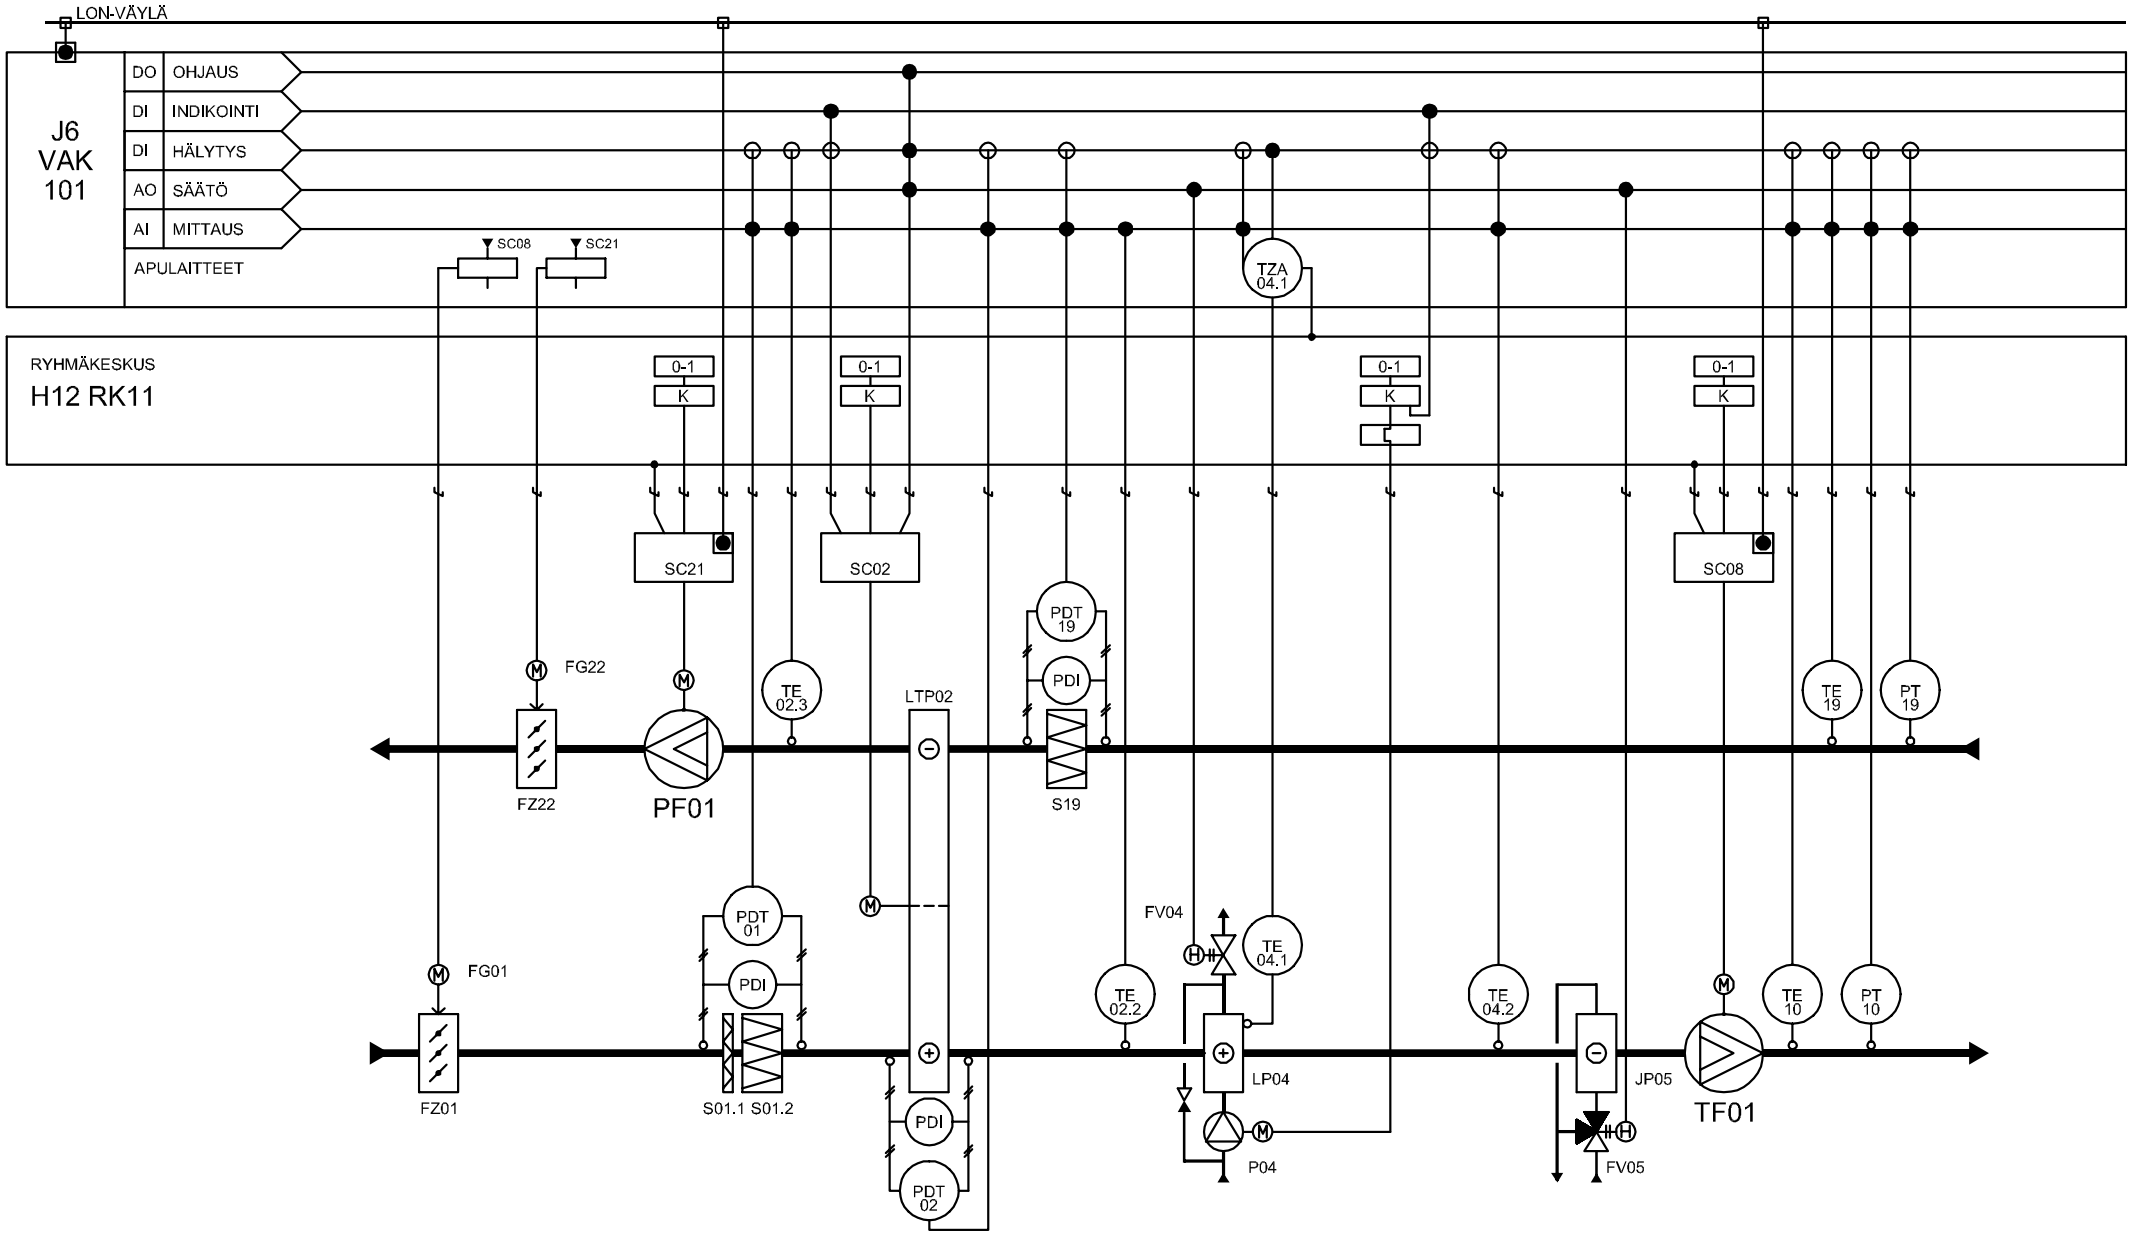 LON-VÄYLÄ
J6
VAK
101
DO OHJAUS
DI INDIKOINTI
DI HÄLYTYS
AO SÄÄTÖ
AI MITTAUS
APULAITTEET
SC08
SC21
TZA
04.1
RYHMÄKESKUS
H12 RK11
0-1
K
0-1
K
0-1
K
0-1
K
SC21
SC02
SC08
PDT
19
PDI
M
FG22
M
TE
02.3
LTP02
TE
19
PT
19
FZ22
PF01
S19
M
FV04
PDT
01
H
TE
04.1
M
FG01
PDI
TE
02.2
TE
04.2
M
TE
10
PT
10
FZ01
S01.1 S01.2
LP04
JP05
TF01
PDI
M
H
P04
FV05
PDT
02